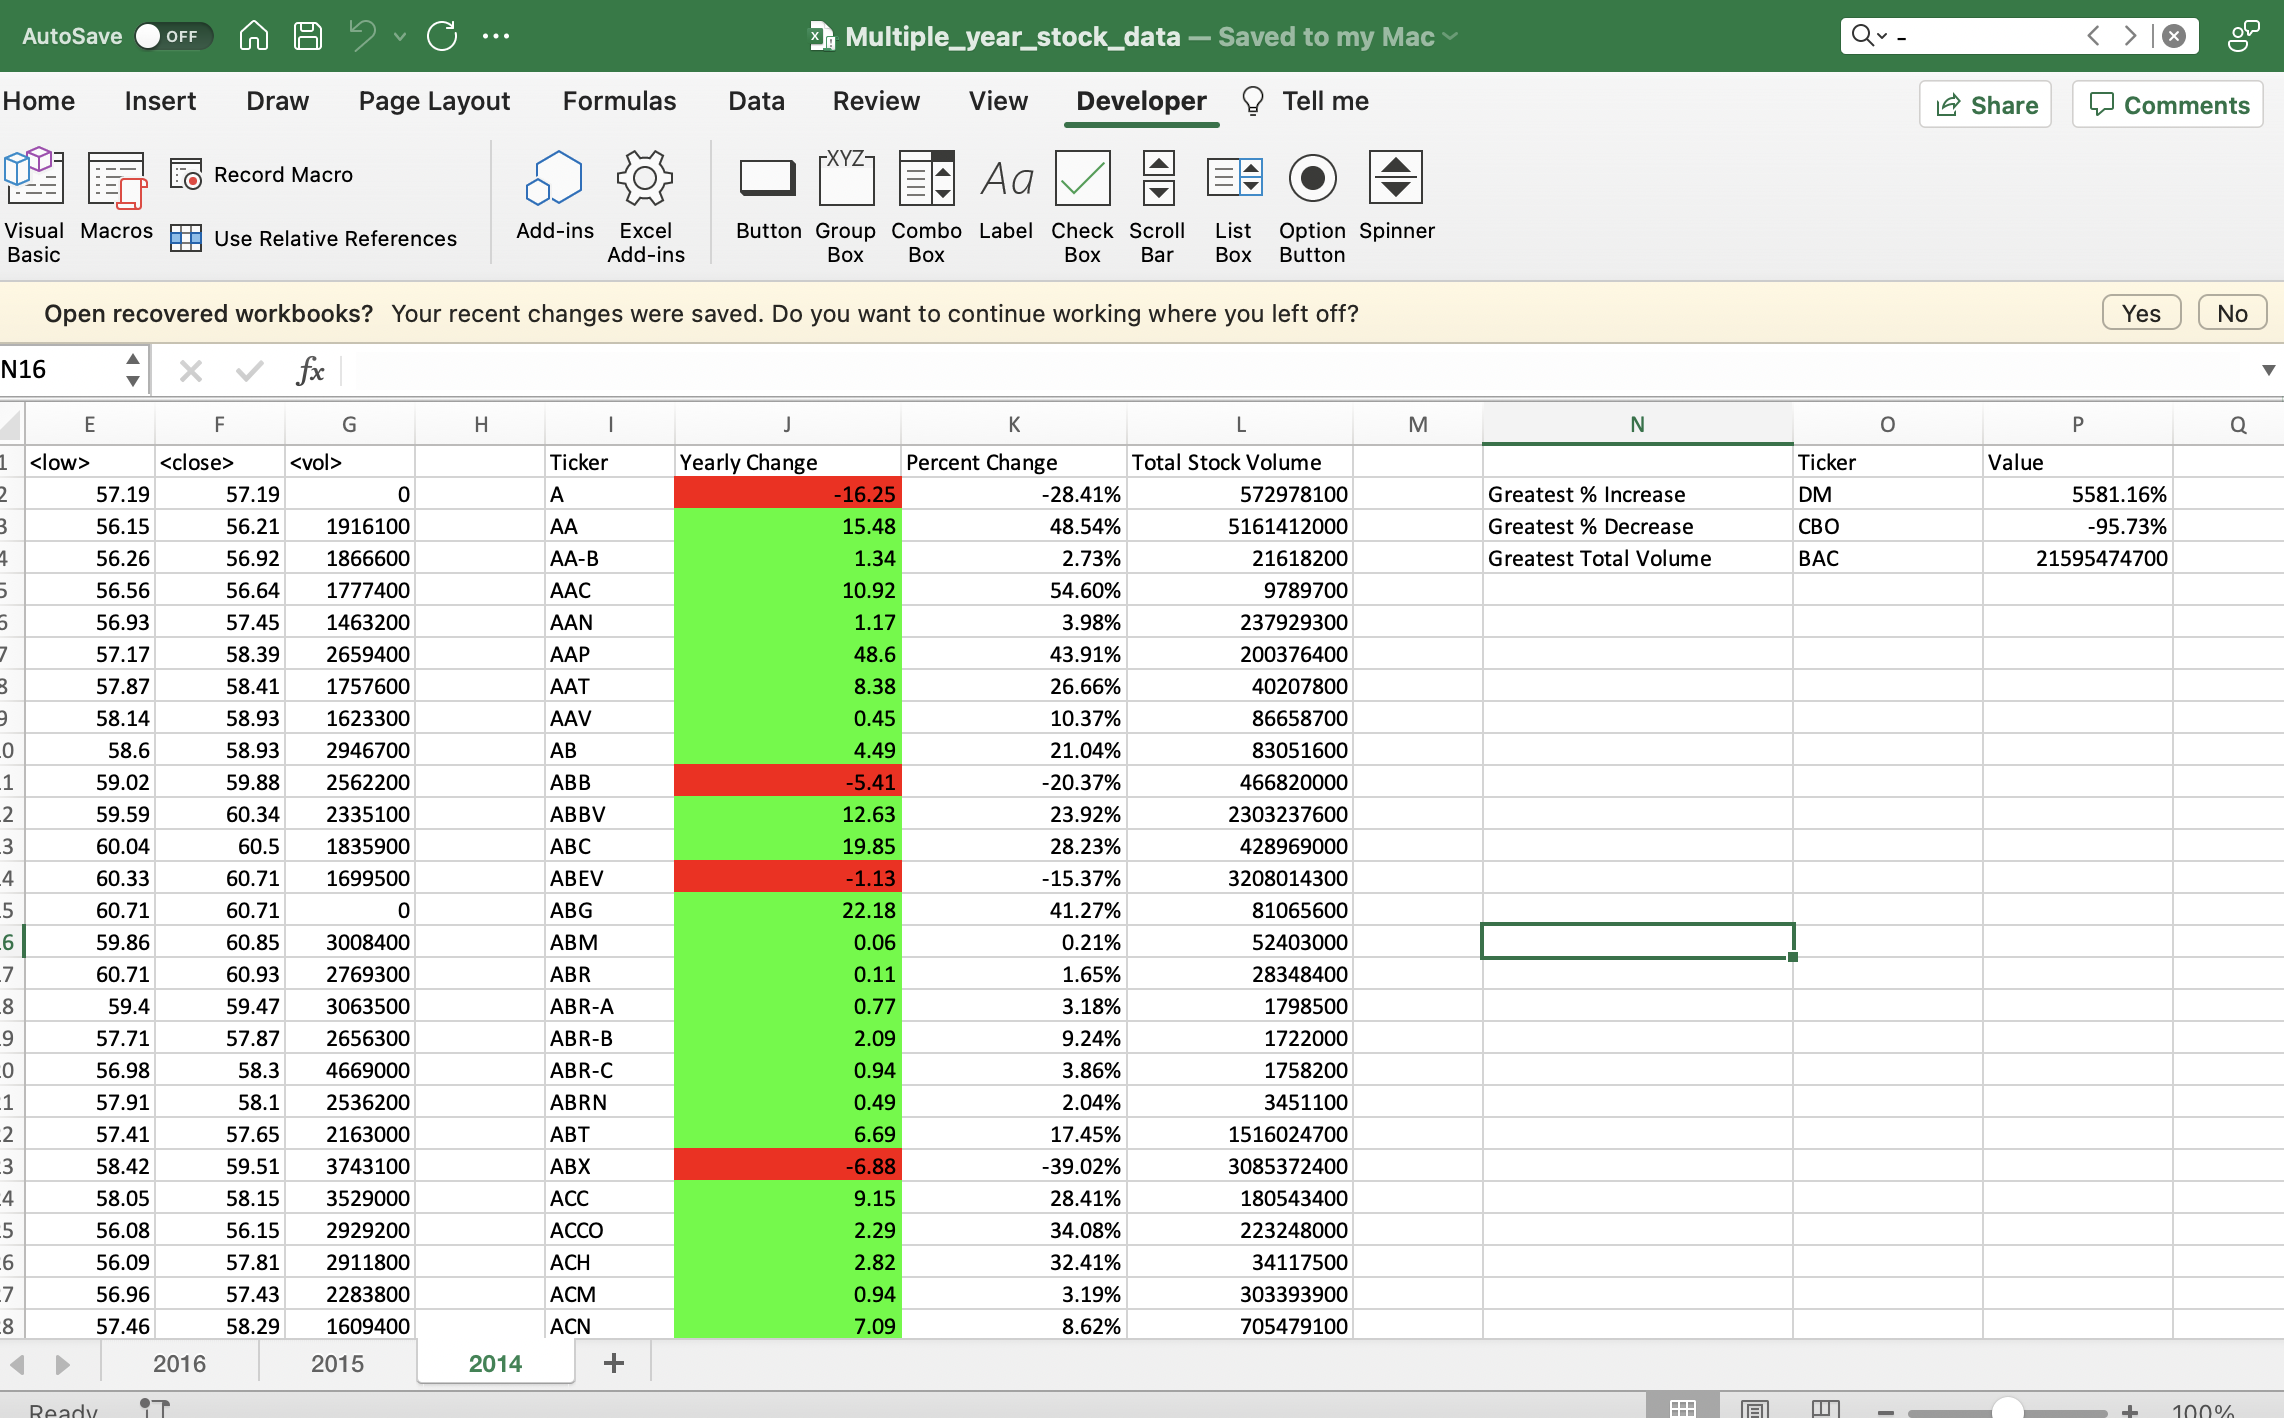 AutoSave OFF Multiple_year_stock_data — Saved to my Mac -
Home Insert Draw Page Layout Formulas Data Review View Developer Tell me Share Comments
Visual Basic Macros Record Macro Use Relative References Add-ins Excel Add-ins Button XYZ Group Box Combo Box Aa Label Check Box Scroll Bar List Box Option Button Spinner
Open recovered workbooks? Your recent changes were saved. Do you want to continue working where you left off? Yes No
N16 fx
E F G H I J K L M N O P Q
1 <low> <close> <vol> Ticker Yearly Change Percent Change Total Stock Volume Ticker Value
2 57.19 57.19 0 A -16.25 -28.41% 572978100 Greatest % Increase DM 5581.16%
3 56.15 56.21 1916100 AA 15.48 48.54% 5161412000 Greatest % Decrease CBO -95.73%
4 56.26 56.92 1866600 AA-B 1.34 2.73% 21618200 Greatest Total Volume BAC 21595474700
5 56.56 56.64 1777400 AAC 10.92 54.60% 9789700
6 56.93 57.45 1463200 AAN 1.17 3.98% 237929300
7 57.17 58.39 2659400 AAP 48.6 43.91% 200376400
8 57.87 58.41 1757600 AAT 8.38 26.66% 40207800
9 58.14 58.93 1623300 AAV 0.45 10.37% 86658700
0 58.6 58.93 2946700 AB 4.49 21.04% 83051600
1 59.02 59.88 2562200 ABB -5.41 -20.37% 466820000
2 59.59 60.34 2335100 ABBV 12.63 23.92% 2303237600
3 60.04 60.5 1835900 ABC 19.85 28.23% 428969000
4 60.33 60.71 1699500 ABEV -1.13 -15.37% 3208014300
5 60.71 60.71 0 ABG 22.18 41.27% 81065600
6 59.86 60.85 3008400 ABM 0.06 0.21% 52403000
7 60.71 60.93 2769300 ABR 0.11 1.65% 28348400
8 59.4 59.47 3063500 ABR-A 0.77 3.18% 1798500
9 57.71 57.87 2656300 ABR-B 2.09 9.24% 1722000
0 56.98 58.3 4669000 ABR-C 0.94 3.86% 1758200
1 57.91 58.1 2536200 ABRN 0.49 2.04% 3451100
2 57.41 57.65 2163000 ABT 6.69 17.45% 1516024700
3 58.42 59.51 3743100 ABX -6.88 -39.02% 3085372400
4 58.05 58.15 3529000 ACC 9.15 28.41% 180543400
5 56.08 56.15 2929200 ACCO 2.29 34.08% 223248000
6 56.09 57.81 2911800 ACH 2.82 32.41% 34117500
7 56.96 57.43 2283800 ACM 0.94 3.19% 303393900
8 57.46 58.29 1609400 ACN 7.09 8.62% 705479100
2016 2015 2014 +
Ready 100%